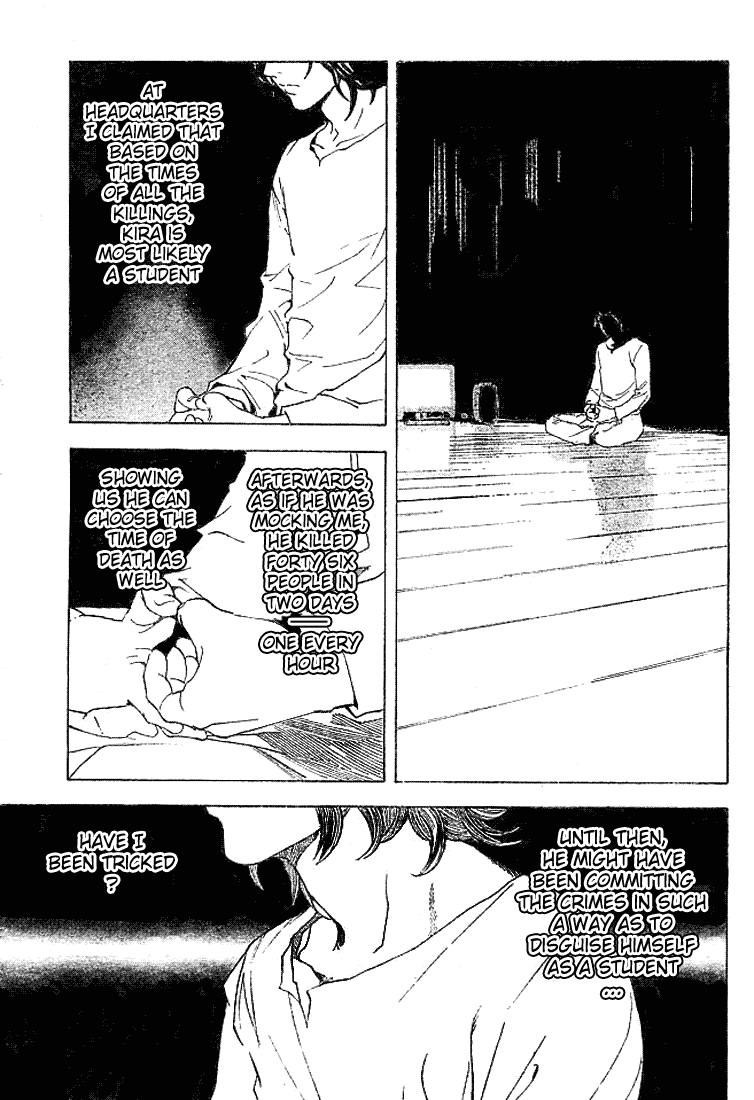 AT
HEADQUARTERS
I CLAIMED THAT
BASED ON
THE TIMES
OF ALL THE
KILLINGS,
KIRA IS
MOST LIKELY
A STUDENT
AFTERWARDS,
AS IF HE WAS
MOCKING ME,
HE KILLED
FORTY SIX
PEOPLE IN
TWO DAYS
—
ONE EVERY
HOUR
SHOWING
US HE CAN
CHOOSE THE
TIME OF
DEATH AS
WELL
UNTIL THEN,
HE MIGHT HAVE
BEEN COMMITTING
THE CRIMES IN SUCH
A WAY AS TO
DISGUISE HIMSELF
AS A STUDENT
...
HAVE I
BEEN TRICKED
?